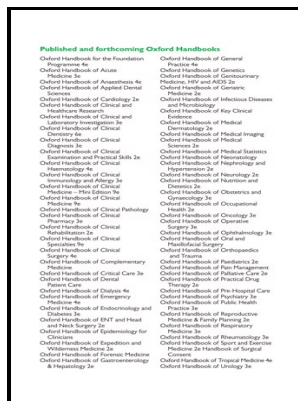 Published and forthcoming Oxford Handbooks
Oxford Handbook for the Foundation
Programme 4e
Oxford Handbook of Acute
Medicine 3e
Oxford Handbook of Anaesthesia 4e
Oxford Handbook of Applied Dental
Sciences
Oxford Handbook of Cardiology 2e
Oxford Handbook of Clinical and
Healthcare Research
Oxford Handbook of Clinical and
Laboratory Investigation 3e
Oxford Handbook of Clinical
Dentistry 6e
Oxford Handbook of Clinical
Diagnosis 3e
Oxford Handbook of Clinical
Examination and Practical Skills 2e
Oxford Handbook of Clinical
Haematology 4e
Oxford Handbook of Clinical
Immunology and Allergy 3e
Oxford Handbook of Clinical
Medicine – Mini Edition 9e
Oxford Handbook of Clinical
Medicine 9e
Oxford Handbook of Clinical Pathology
Oxford Handbook of Clinical
Pharmacy 3e
Oxford Handbook of Clinical
Rehabilitation 2e
Oxford Handbook of Clinical
Specialties 9e
Oxford Handbook of Clinical
Surgery 4e
Oxford Handbook of Complementary
Medicine
Oxford Handbook of Critical Care 3e
Oxford Handbook of Dental
Patient Care
Oxford Handbook of Dialysis 4e
Oxford Handbook of Emergency
Medicine 4e
Oxford Handbook of Endocrinology and
Diabetes 3e
Oxford Handbook of ENT and Head
and Neck Surgery 2e
Oxford Handbook of Epidemiology for
Clinicians
Oxford Handbook of Expedition and
Wilderness Medicine 2e
Oxford Handbook of Forensic Medicine
Oxford Handbook of Gastroenterology
& Hepatology 2e
Oxford Handbook of General
Practice 4e
Oxford Handbook of Genetics
Oxford Handbook of Genitourinary
Medicine, HIV and AIDS 2e
Oxford Handbook of Geriatric
Medicine 2e
Oxford Handbook of Infectious Diseases
and Microbiology
Oxford Handbook of Key Clinical
Evidence
Oxford Handbook of Medical
Dermatology 2e
Oxford Handbook of Medical Imaging
Oxford Handbook of Medical
Sciences 2e
Oxford Handbook of Medical Statistics
Oxford Handbook of Neonatology
Oxford Handbook of Nephrology and
Hypertension 2e
Oxford Handbook of Neurology 2e
Oxford Handbook of Nutrition and
Dietetics 2e
Oxford Handbook of Obstetrics and
Gynaecology 3e
Oxford Handbook of Occupational
Health 2e
Oxford Handbook of Oncology 3e
Oxford Handbook of Operative
Surgery 3e
Oxford Handbook of Ophthalmology 3e
Oxford Handbook of Oral and
Maxillofacial Surgery
Oxford Handbook of Orthopaedics
and Trauma
Oxford Handbook of Paediatrics 2e
Oxford Handbook of Pain Management
Oxford Handbook of Palliative Care 2e
Oxford Handbook of Practical Drug
Therapy 2e
Oxford Handbook of Pre-Hospital Care
Oxford Handbook of Psychiatry 3e
Oxford Handbook of Public Health
Practice 3e
Oxford Handbook of Reproductive
Medicine & Family Planning 2e
Oxford Handbook of Respiratory
Medicine 3e
Oxford Handbook of Rheumatology 3e
Oxford Handbook of Sport and Exercise
Medicine 2e Handbook of Surgical
Consent
Oxford Handbook of Tropical Medicine 4e
Oxford Handbook of Urology 3e